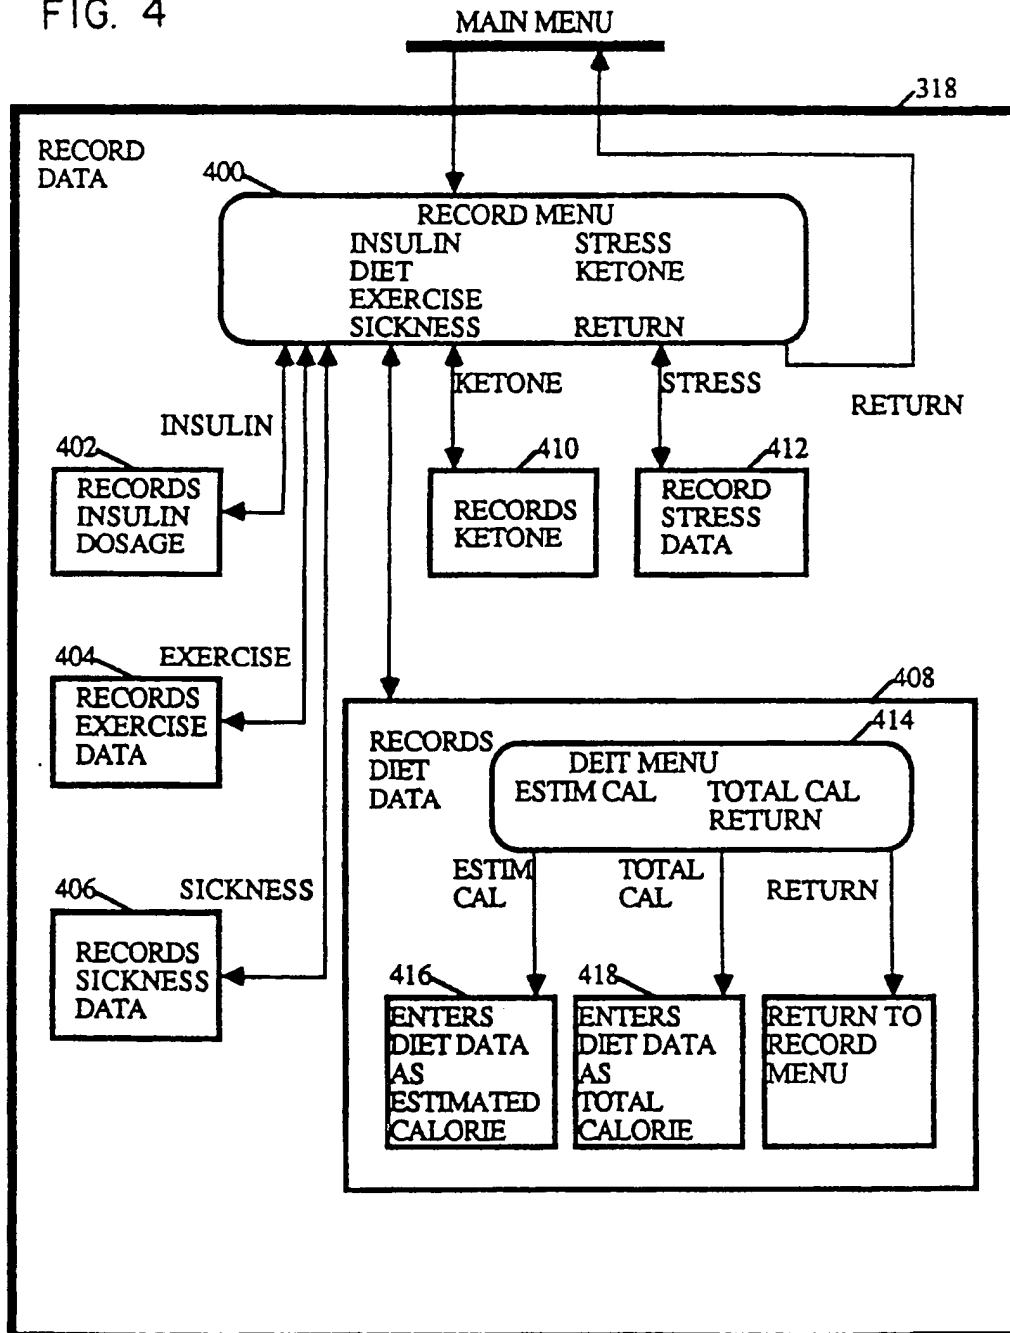 FIG. 4
MAIN MENU
318
RECORD
DATA
400
RECORD MENU
INSULIN STRESS
DIET KETONE
EXERCISE
SICKNESS RETURN
KETONE
STRESS
RETURN
INSULIN
402
RECORDS
INSULIN
DOSAGE
410
RECORDS
KETONE
412
RECORD
STRESS
DATA
404
EXERCISE
RECORDS
EXERCISE
DATA
408
RECORDS
DIET
DATA
414
DEIT MENU
ESTIM CAL TOTAL CAL
RETURN
ESTIM
CAL
TOTAL
CAL
RETURN
406
SICKNESS
RECORDS
SICKNESS
DATA
416
ENTERS
DIET DATA
AS
ESTIMATED
CALORIE
418
ENTERS
DIET DATA
AS
TOTAL
CALORIE
RETURN TO
RECORD
MENU